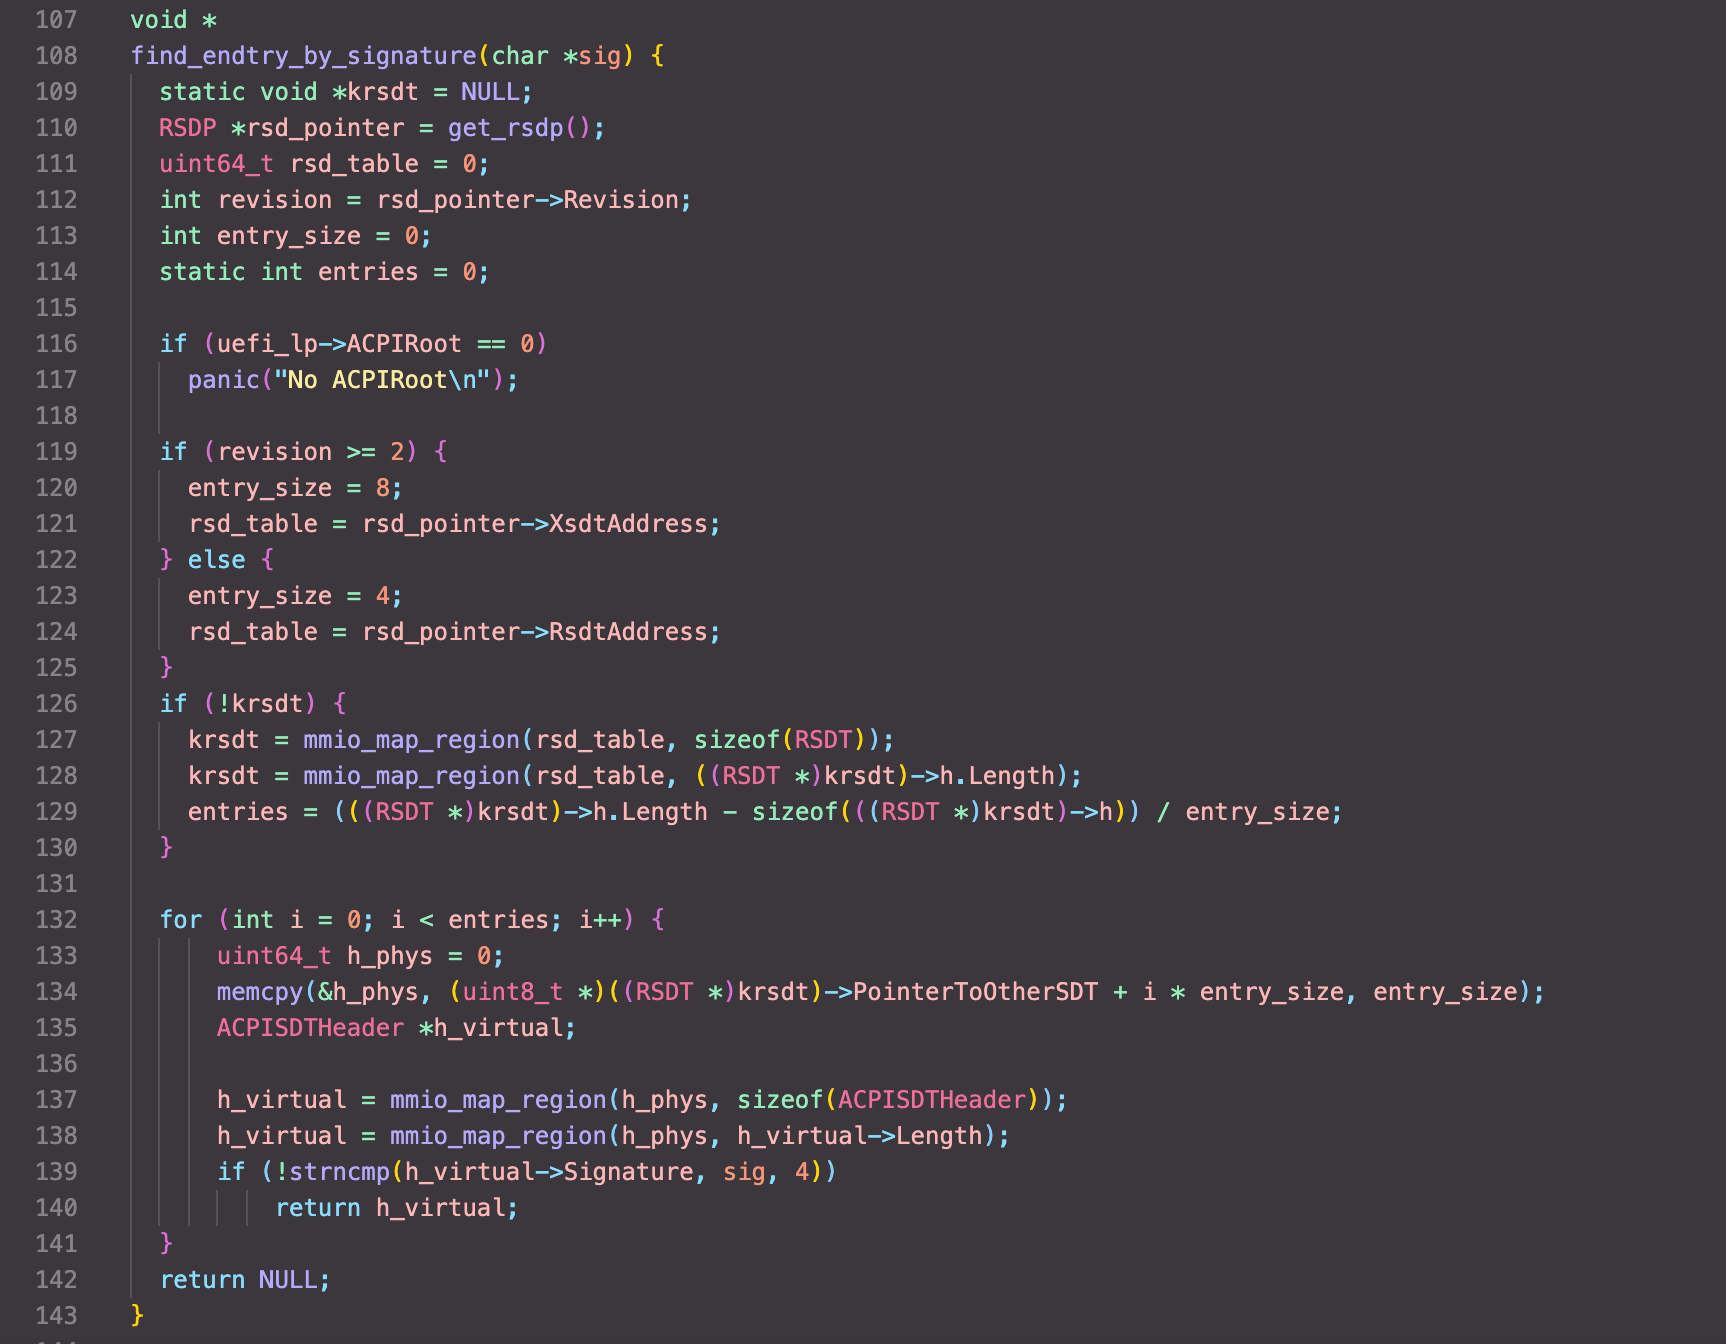 107 void *
108 find_endtry_by_signature(char *sig) {
109   static void *krsdt = NULL;
110   RSDP *rsd_pointer = get_rsdp();
111   uint64_t rsd_table = 0;
112   int revision = rsd_pointer->Revision;
113   int entry_size = 0;
114   static int entries = 0;
115
116   if (uefi_lp->ACPIRoot == 0)
117     panic("No ACPIRoot\n");
118
119   if (revision >= 2) {
120     entry_size = 8;
121     rsd_table = rsd_pointer->XsdtAddress;
122   } else {
123     entry_size = 4;
124     rsd_table = rsd_pointer->RsdtAddress;
125   }
126   if (!krsdt) {
127     krsdt = mmio_map_region(rsd_table, sizeof(RSDT));
128     krsdt = mmio_map_region(rsd_table, ((RSDT *)krsdt)->h.Length);
129     entries = (((RSDT *)krsdt)->h.Length - sizeof(((RSDT *)krsdt)->h)) / entry_size;
130   }
131
132   for (int i = 0; i < entries; i++) {
133       uint64_t h_phys = 0;
134       memcpy(&h_phys, (uint8_t *)((RSDT *)krsdt)->PointerToOtherSDT + i * entry_size, entry_size);
135       ACPISDTHeader *h_virtual;
136
137       h_virtual = mmio_map_region(h_phys, sizeof(ACPISDTHeader));
138       h_virtual = mmio_map_region(h_phys, h_virtual->Length);
139       if (!strncmp(h_virtual->Signature, sig, 4))
140           return h_virtual;
141   }
142   return NULL;
143 }